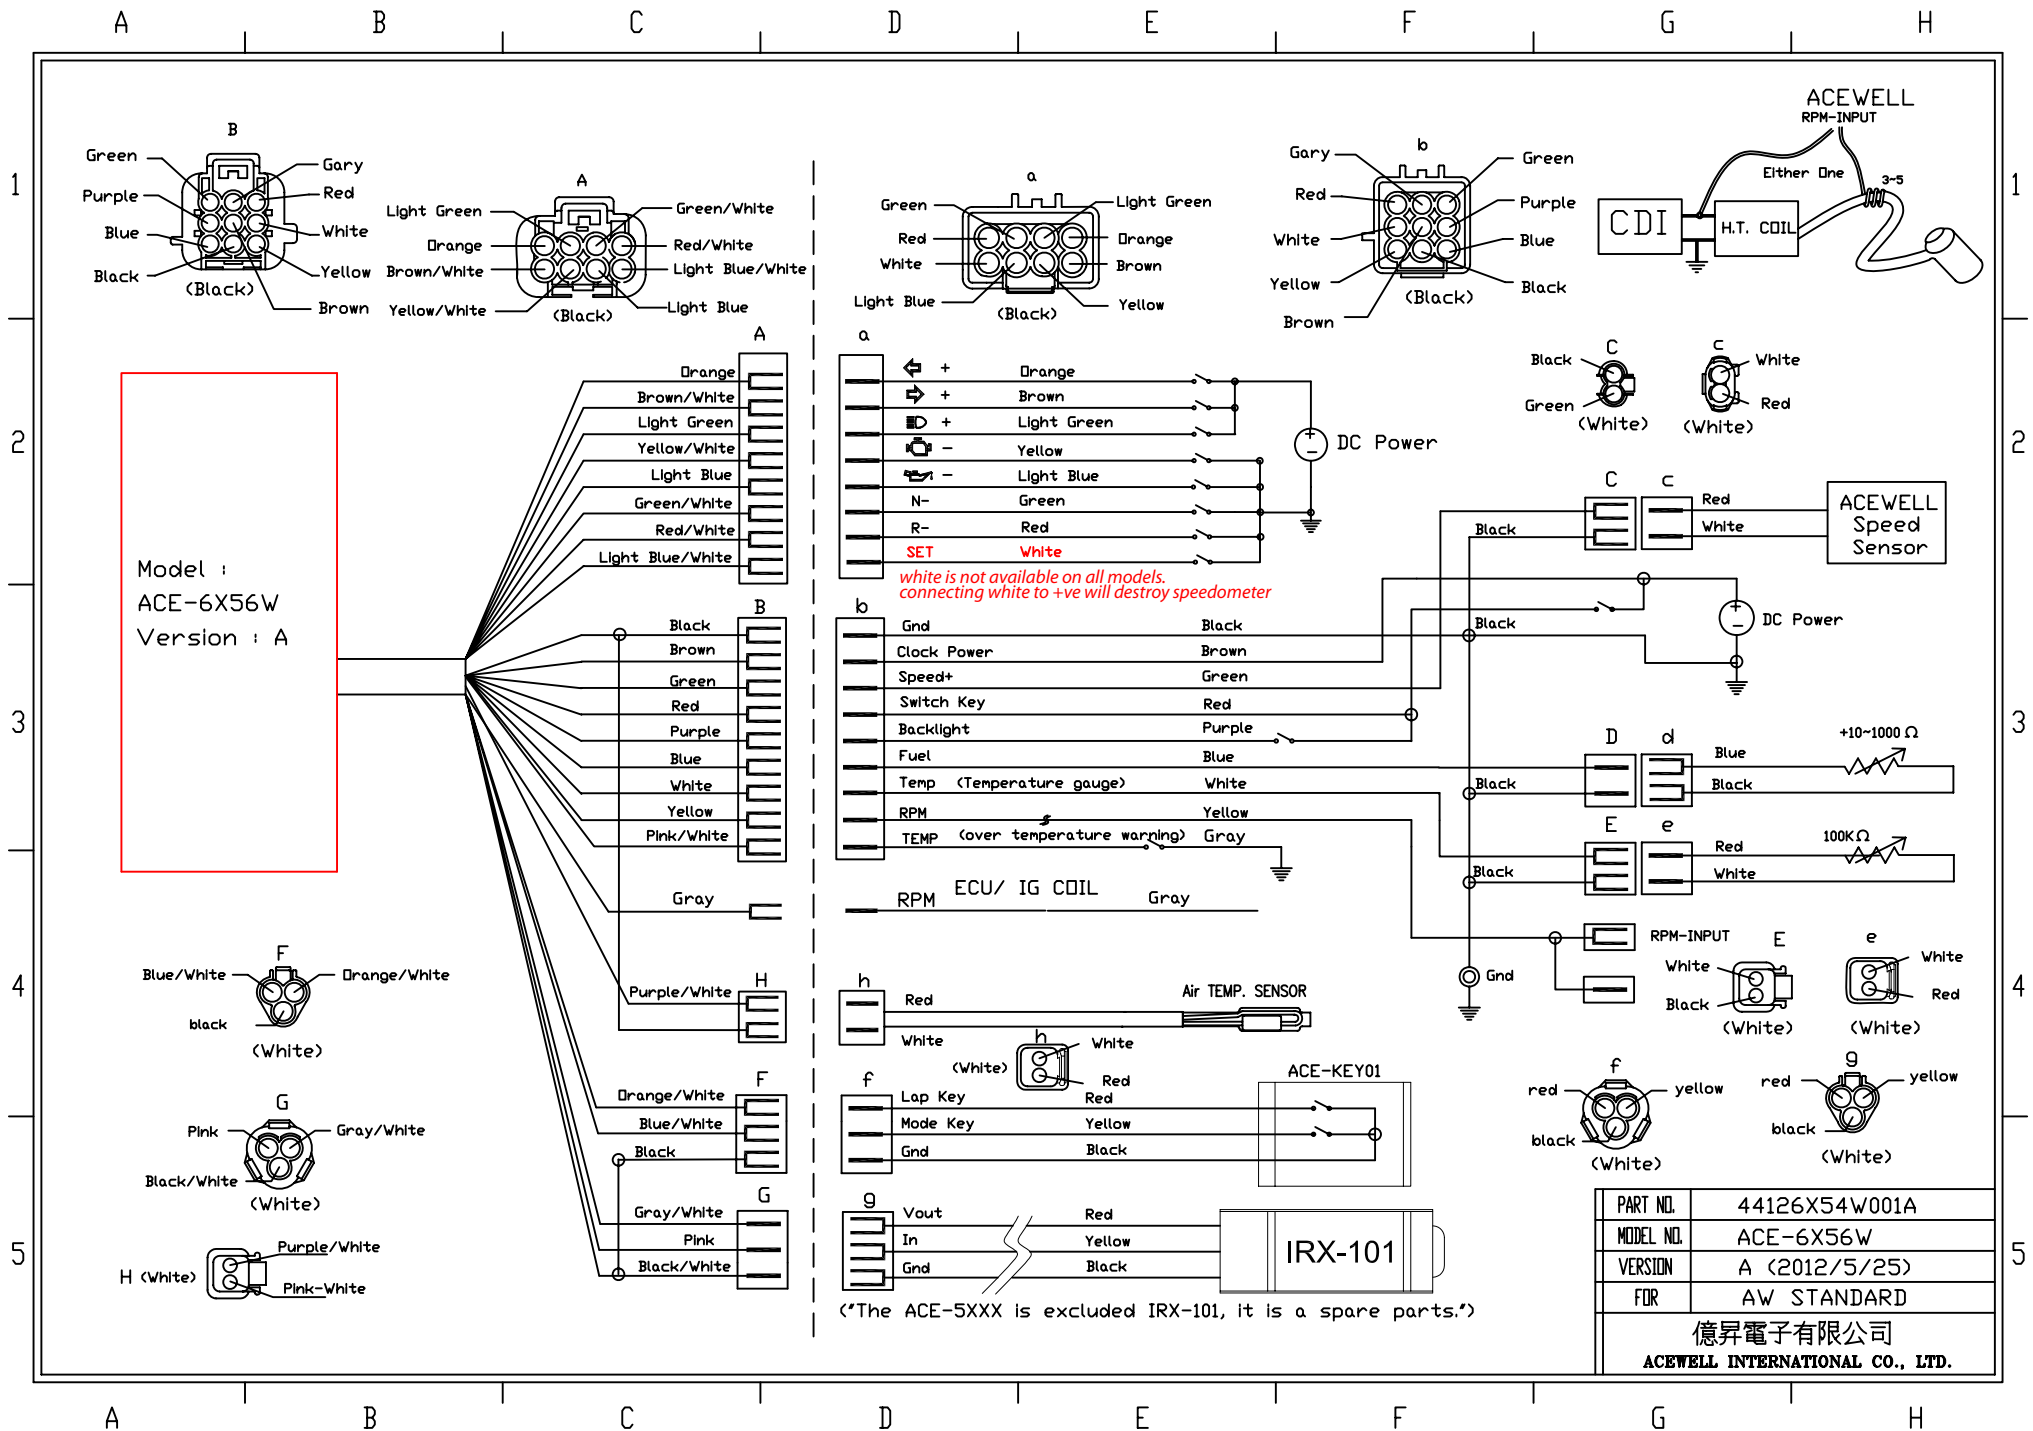 A B C D E F G H
1
2
3
4
5
B
Green
Purple
Blue
Black
Gary
Red
White
Yellow
Brown
(Black)
A
Light Green
Orange
Brown/White
Yellow/White
Green/White
Red/White
Light Blue/White
Light Blue
(Black)
a
Green
Red
White
Light Blue
Light Green
Orange
Brown
Yellow
(Black)
b
Gary
Red
White
Yellow
Brown
Green
Purple
Blue
Black
(Black)
ACEWELL
RPM-INPUT
Either One
3~5
CDI
H.T. COIL
Model :
ACE-6X56W
Version : A
A
Orange
Brown/White
Light Green
Yellow/White
Light Blue
Green/White
Red/White
Light Blue/White
B
Black
Brown
Green
Red
Purple
Blue
White
Yellow
Pink/White
Gray
H
Purple/White
F
Orange/White
Blue/White
Black
G
Gray/White
Pink
Black/White
a
+ Orange
+ Brown
+ Light Green
- Yellow
- Light Blue
N- Green
R- Red
SET White
white is not available on all models.
connecting white to +ve will destroy speedometer
DC Power
b
Gnd Black
Clock Power Brown
Speed+ Green
Switch Key Red
Backlight Purple
Fuel Blue
Temp (Temperature gauge) White
RPM Yellow
TEMP (over temperature warning) Gray
RPM ECU/ IG COIL Gray
h
Red
White
Air TEMP. SENSOR
h
(White)
White
Red
f
Lap Key Red
Mode Key Yellow
Gnd Black
ACE-KEY01
g
Vout Red
In Yellow
Gnd Black
IRX-101
("The ACE-5XXX is excluded IRX-101, it is a spare parts.")
C
Black
Green
(White)
c
White
Red
(White)
C c
Black
Red
White
ACEWELL
Speed
Sensor
Black
DC Power
D d
Black
Blue
Black
+10~1000 Ω
E e
Black
Red
White
100KΩ
RPM-INPUT
Gnd
E
White
Black
(White)
e
White
Red
(White)
f
red
yellow
black
(White)
g
red
yellow
black
(White)
F
Blue/White
Orange/White
black
(White)
G
Pink
Gray/White
Black/White
(White)
H (White)
Purple/White
Pink-White
PART NO. 44126X54W001A
MODEL NO. ACE-6X56W
VERSION A (2012/5/25)
FOR AW STANDARD
億昇電子有限公司
ACEWELL INTERNATIONAL CO., LTD.
1
2
3
4
5
A B C D E F G H